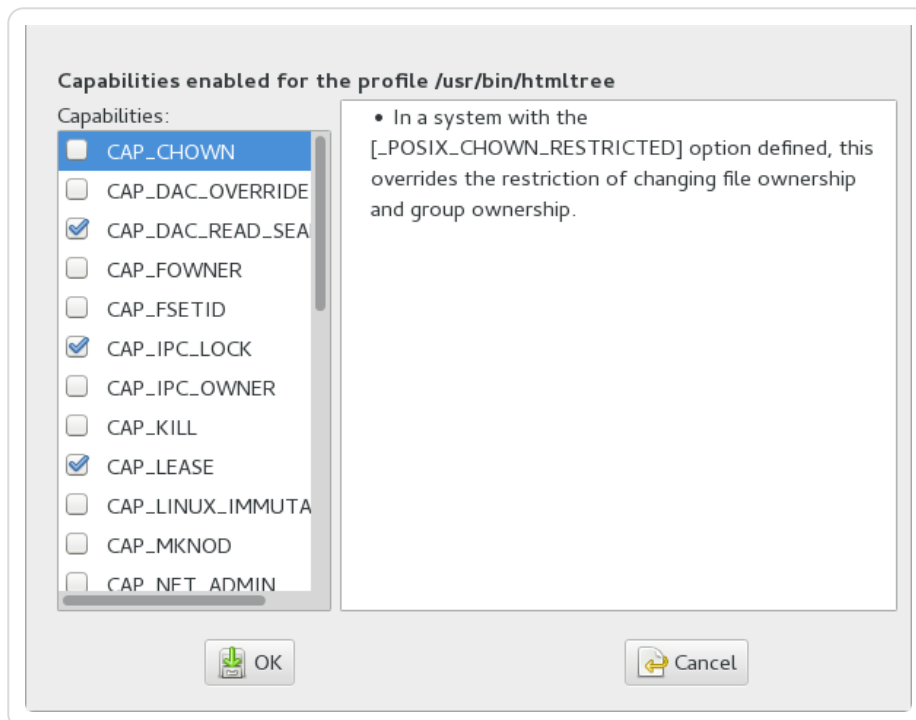 Capabilities enabled for the profile /usr/bin/htmltree
Capabilities:
CAP_CHOWN
CAP_DAC_OVERRIDE
CAP_DAC_READ_SEA
CAP_FOWNER
CAP_FSETID
CAP_IPC_LOCK
CAP_IPC_OWNER
CAP_KILL
CAP_LEASE
CAP_LINUX_IMMUTA
CAP_MKNOD
CAP_NET_ADMIN
• In a system with the
[_POSIX_CHOWN_RESTRICTED] option defined, this
overrides the restriction of changing file ownership
and group ownership.
OK
Cancel